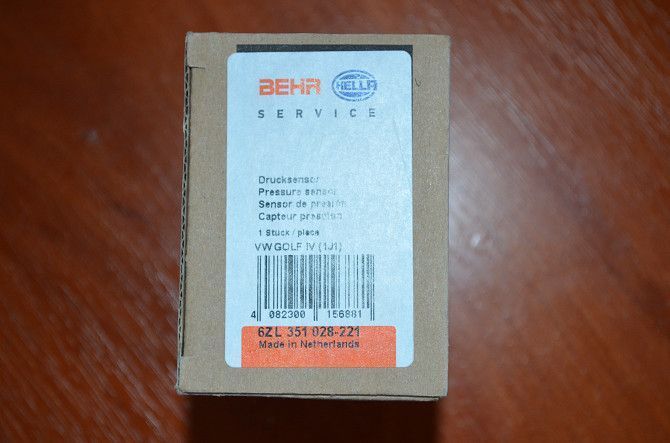 BEHR HELLA
SERVICE
Drucksensor
Pressure sensor
Sensor de presión
Capteur pression
1 Stück / piece
VW GOLF IV (1J1)
4 082300 156881
6ZL 351 028-221
Made in Netherlands